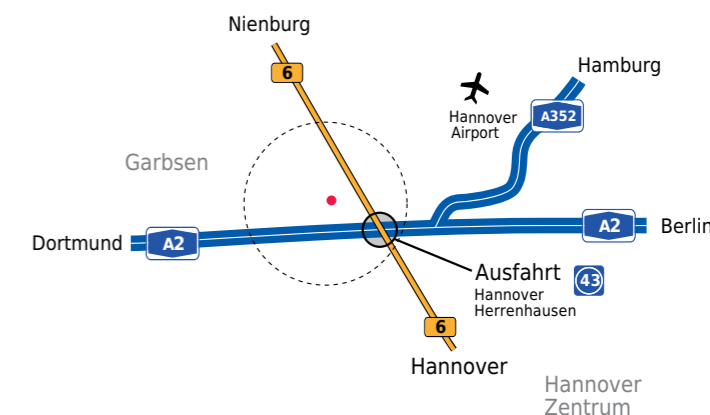 Nienburg
6
Hamburg
A352
Hannover
Airport
Garbsen
Dortmund
A2
A2
Berlin
Ausfahrt
43
Hannover
Herrenhausen
6
Hannover
Hannover
Zentrum